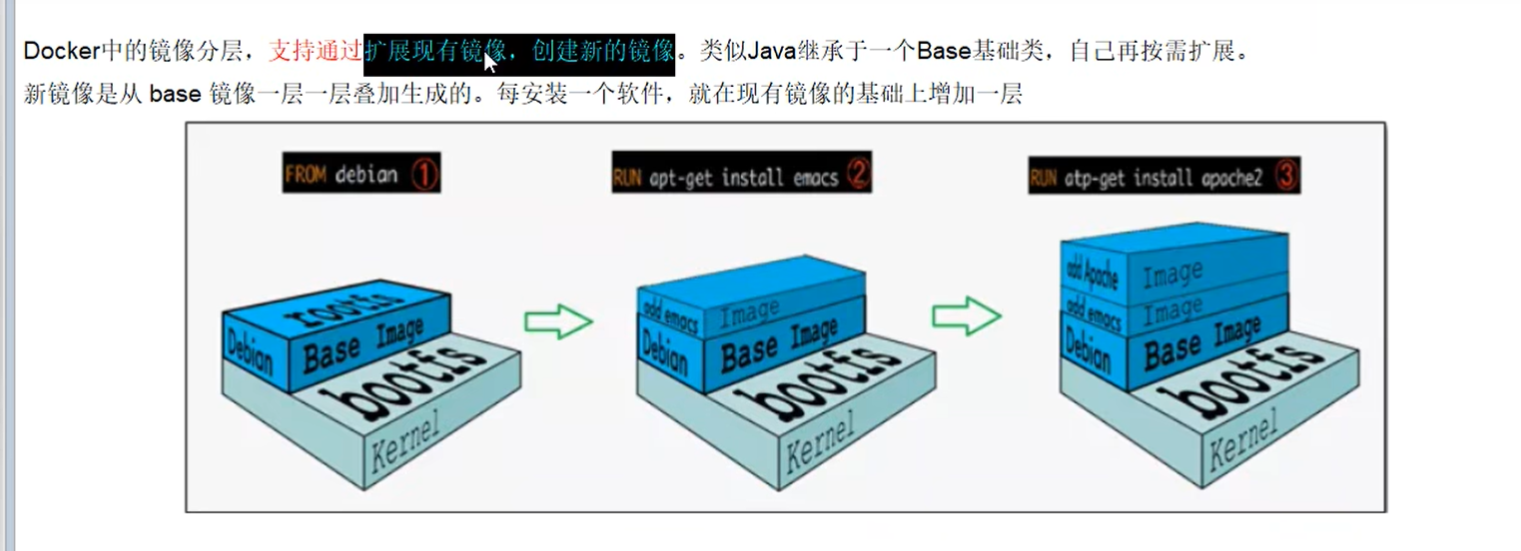 Docker中的镜像分层，支持通过扩展现有镜像，创建新的镜像。类似Java继承于一个Base基础类，自己再按需扩展。
新镜像是从 base 镜像一层一层叠加生成的。每安装一个软件，就在现有镜像的基础上增加一层
FROM debian ①
RUN apt-get install emacs ②
RUN atp-get install apache2 ③
rootfs
Debian
Base Image
bootfs
Kernel
add emacs
Image
Debian
Base Image
bootfs
Kernel
add Apache
Image
add emacs
Image
Debian
Base Image
bootfs
Kernel